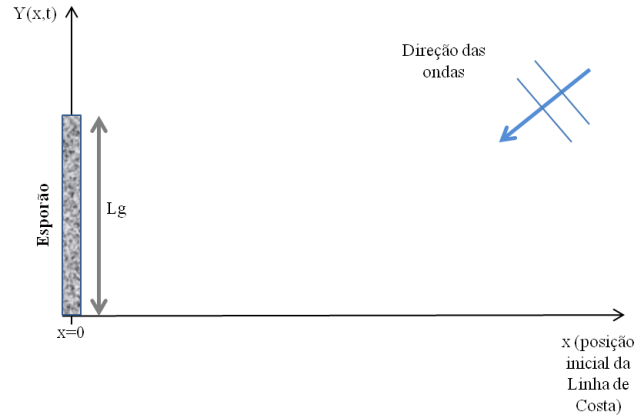 Y(x,t)
Direção das
ondas
Esporão
Lg
x=0
x (posição
inicial da
Linha de
Costa)